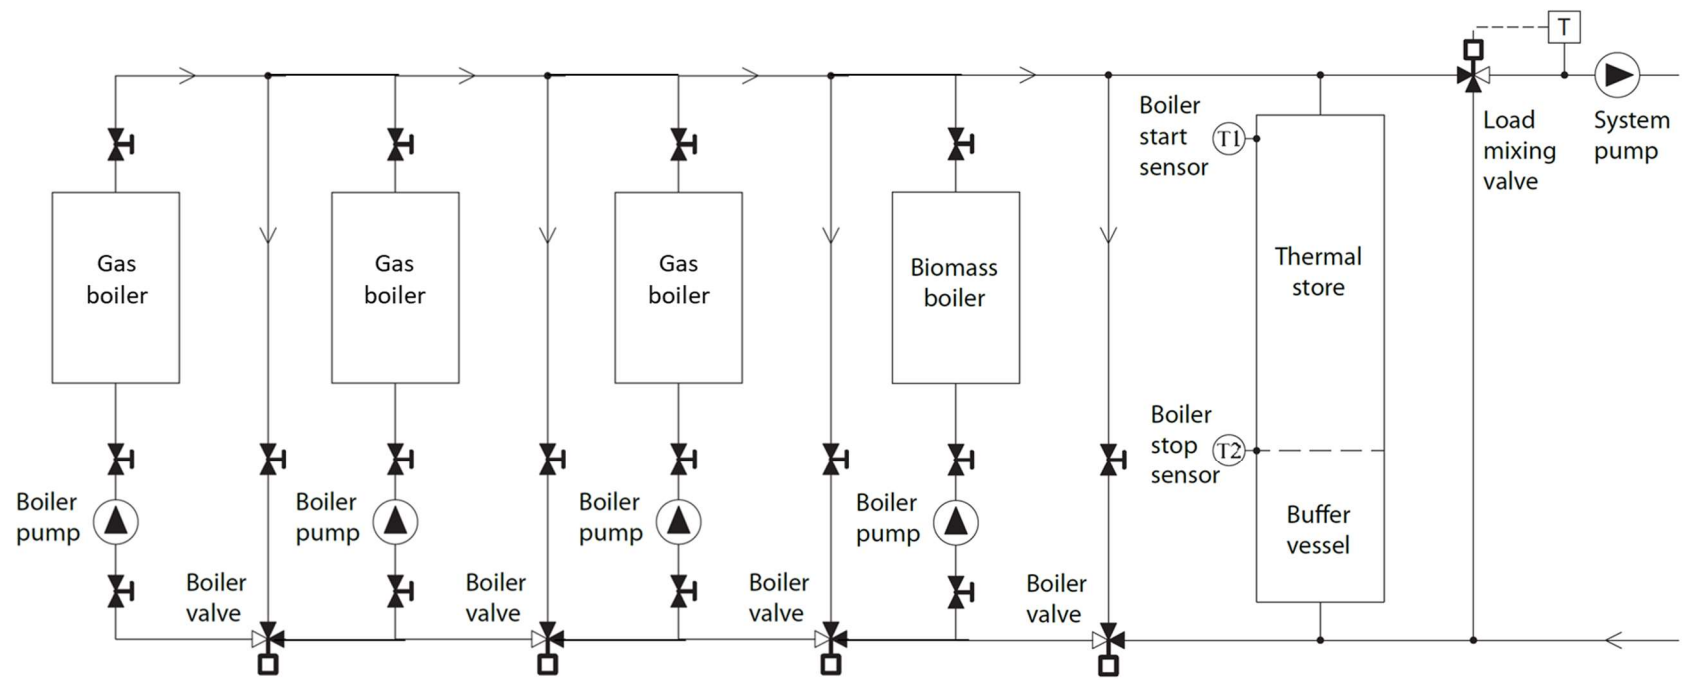 T
Boiler
start
sensor
T1
Load
mixing
valve
System
pump
Gas
boiler
Gas
boiler
Gas
boiler
Biomass
boiler
Thermal
store
Boiler
stop
sensor
T2
Boiler
pump
Boiler
pump
Boiler
pump
Boiler
pump
Buffer
vessel
Boiler
valve
Boiler
valve
Boiler
valve
Boiler
valve